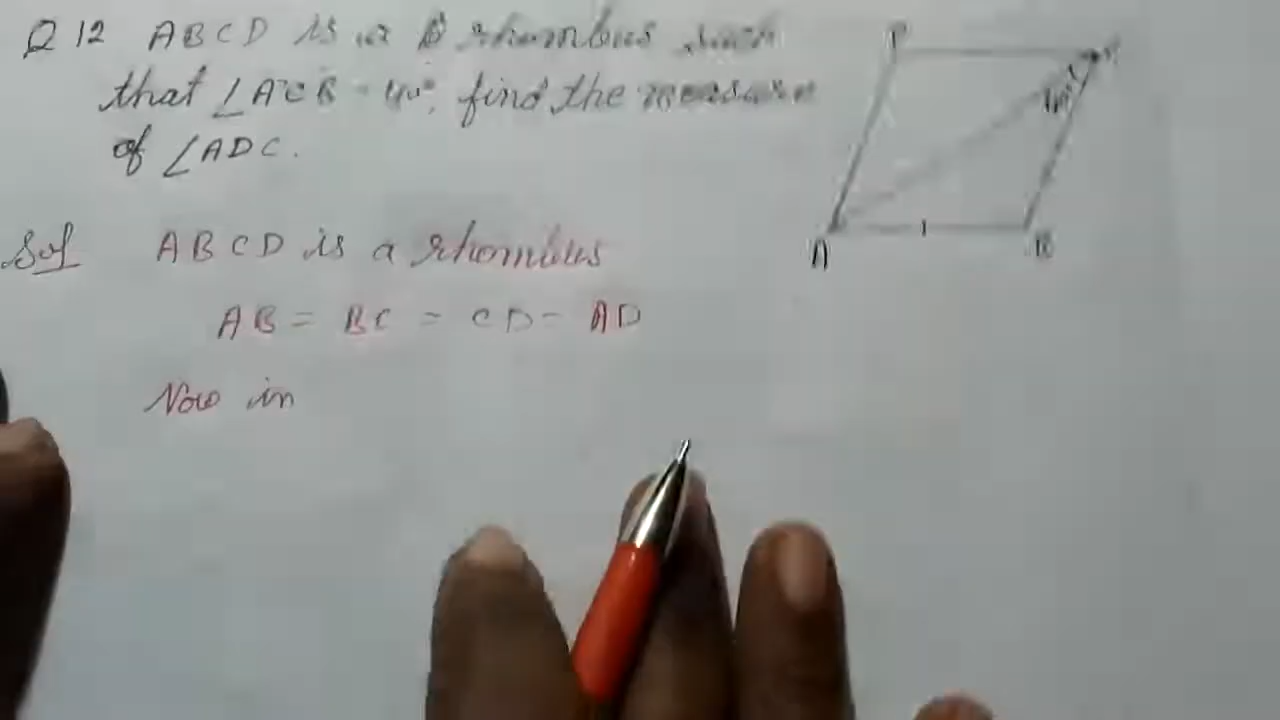 Q 12 ABCD is a rhombus such
that ∠ACB = 40°, find the measure
of ∠ADC.
D
40°
A B
Sol ABCD is a rhombus
AB = BC = CD = AD
Now in